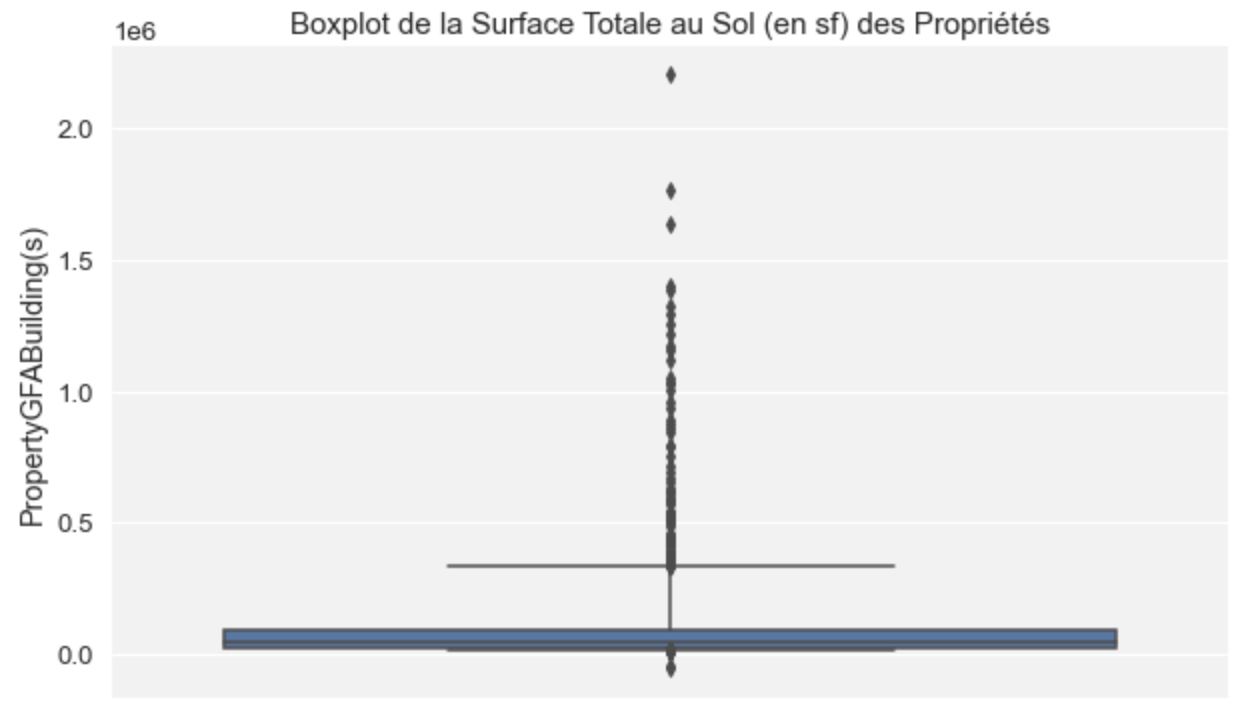 Boxplot de la Surface Totale au Sol (en sf) des Propriétés
1e6
2.0
1.5
1.0
0.5
0.0
PropertyGFABuilding(s)